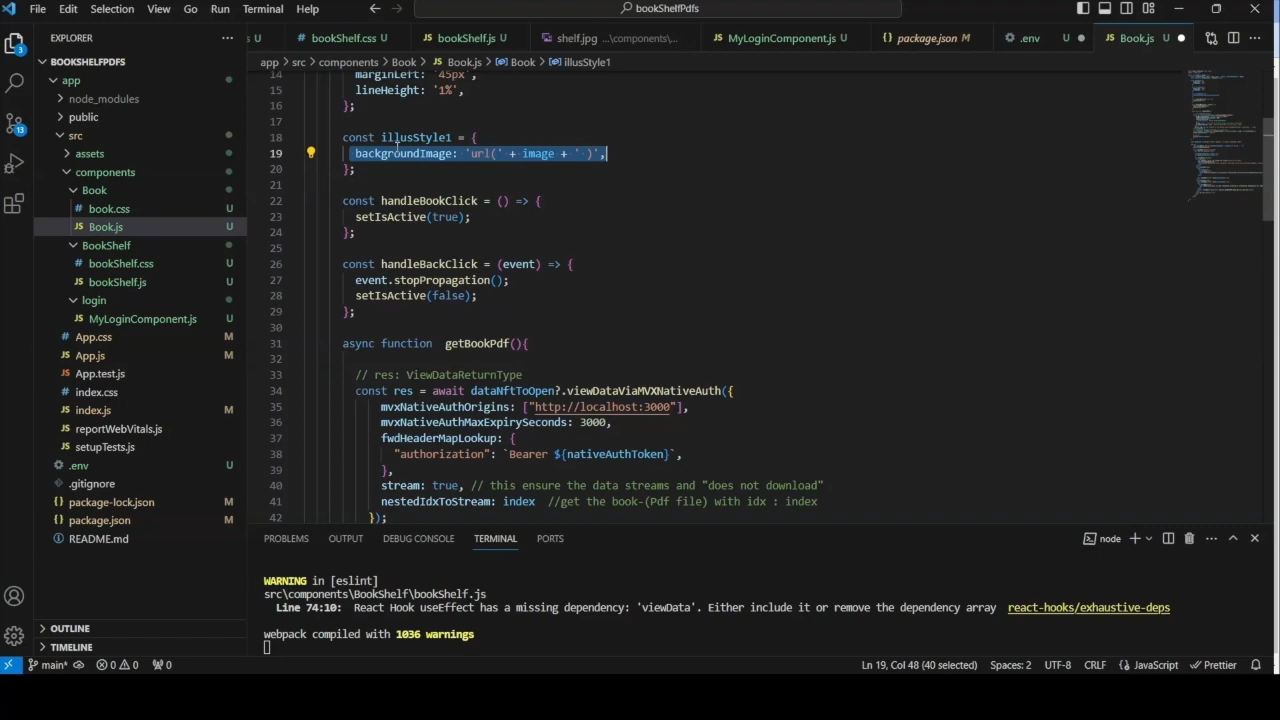 File Edit Selection View Go Run Terminal Help
bookShelfPdfs
EXPLORER
U
bookShelf.css U
bookShelf.js U
shelf.jpg ...\components\...
MyLoginComponent.js U
package.json M
.env U
Book.js U
app > src > components > Book > Book.js > Book > illusStyle1
BOOKSHELFPDFS
app
node_modules
public
src
assets
components
Book
book.css U
Book.js U
BookShelf
bookShelf.css U
bookShelf.js U
login
MyLoginComponent.js U
App.css M
App.js M
App.test.js
index.css
index.js M
reportWebVitals.js
setupTests.js
.env U
.gitignore
package-lock.json M
package.json M
README.md
OUTLINE
TIMELINE
3
13
14 marginLeft: '45px',
15 lineHeight: '1%',
16 };
17
18 const illusStyle1 = {
19 backgroundImage: 'url( image + ' )',
20 };
21
22 const handleBookClick = () => {
23 setIsActive(true);
24 };
25
26 const handleBackClick = (event) => {
27 event.stopPropagation();
28 setIsActive(false);
29 };
30
31 async function getBookPdf(){
32
33 // res: ViewDataReturnType
34 const res = await dataNftToOpen?.viewDataViaMVXNativeAuth({
35 mvxNativeAuthOrigins: ["http://localhost:3000"],
36 mvxNativeAuthMaxExpirySeconds: 3000,
37 fwdHeaderMapLookup: {
38 "authorization": `Bearer ${nativeAuthToken}`,
39 },
40 stream: true, // this ensure the data streams and "does not download"
41 nestedIdxToStream: index //get the book-(Pdf file) with idx : index
42 });
PROBLEMS OUTPUT DEBUG CONSOLE TERMINAL PORTS
node
WARNING in [eslint]
src\components\BookShelf\bookShelf.js
Line 74:10: React Hook useEffect has a missing dependency: 'viewData'. Either include it or remove the dependency array react-hooks/exhaustive-deps
webpack compiled with 1036 warnings
main* 0 0 0
Ln 19, Col 48 (40 selected) Spaces: 2 UTF-8 CRLF JavaScript Prettier